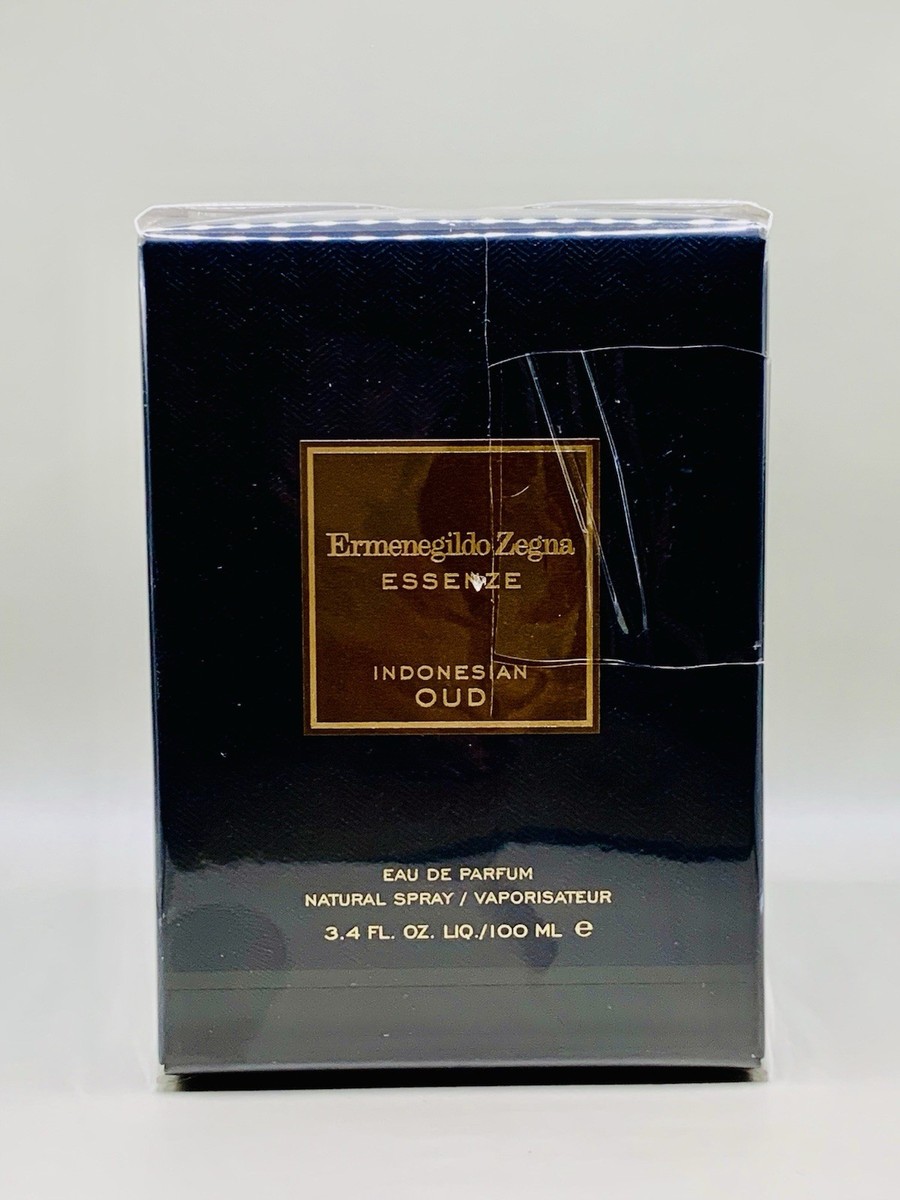 Ermenegildo Zegna
ESSENZE
INDONESIAN
OUD
EAU DE PARFUM
NATURAL SPRAY / VAPORISATEUR
3.4 FL. OZ. LIQ./100 ML ℮